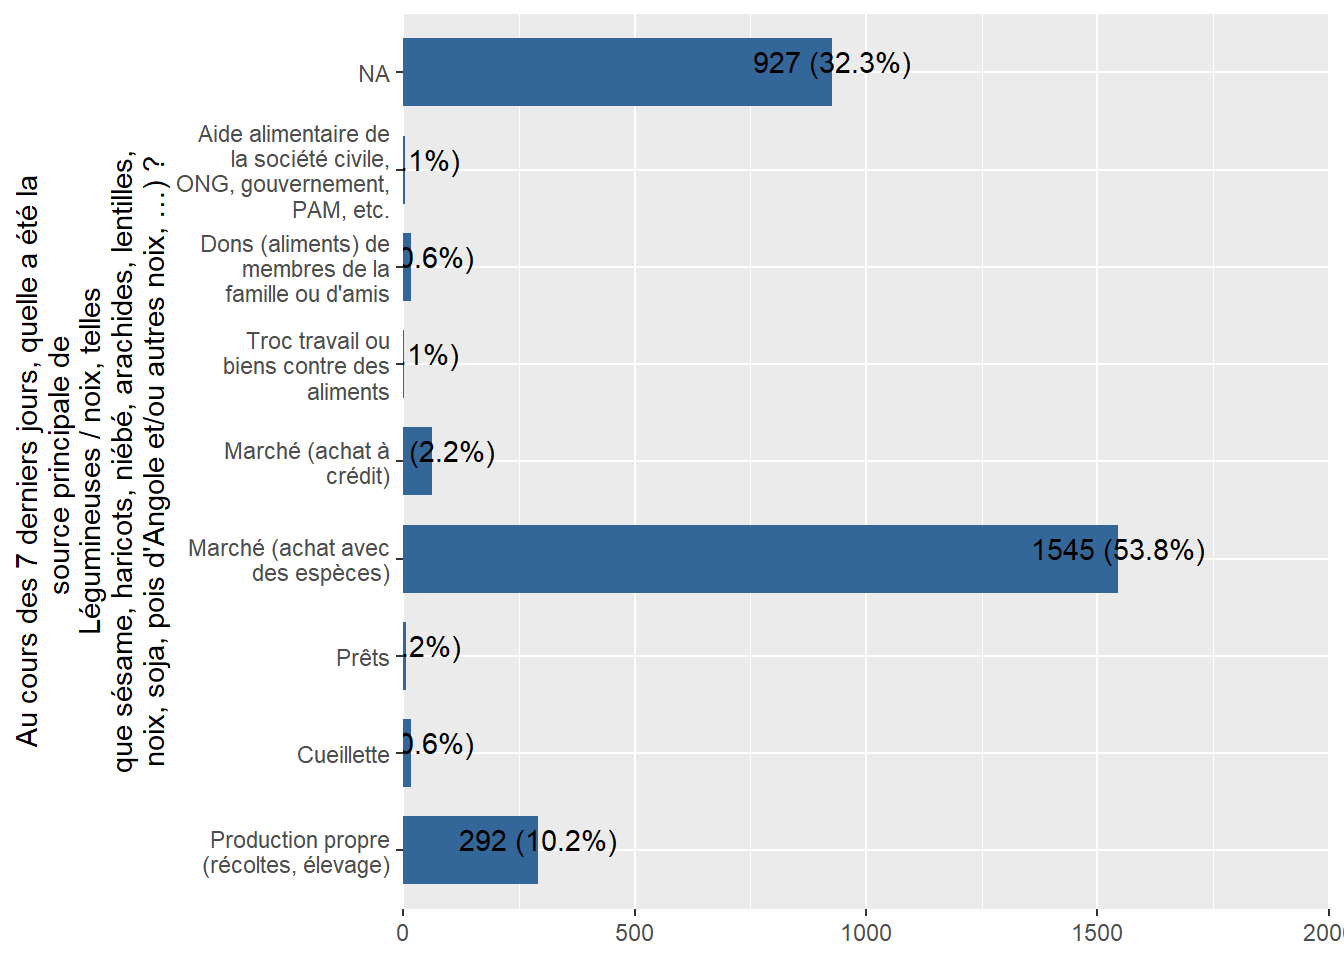 Au cours des 7 derniers jours, quelle a été la
source principale de
Légumineuses / noix, telles
que sésame, haricots, niébé, arachides, lentilles,
noix, soja, pois d'Angole et/ou autres noix, …) ?
NA
927 (32.3%)
Aide alimentaire de
la société civile,
ONG, gouvernement,
PAM, etc.
1%)
Dons (aliments) de
membres de la
famille ou d'amis
0.6%)
Troc travail ou
biens contre des
aliments
1%)
Marché (achat à
crédit)
(2.2%)
Marché (achat avec
des espèces)
1545 (53.8%)
Prêts
2%)
Cueillette
0.6%)
Production propre
(récoltes, élevage)
292 (10.2%)
0 500 1000 1500 200